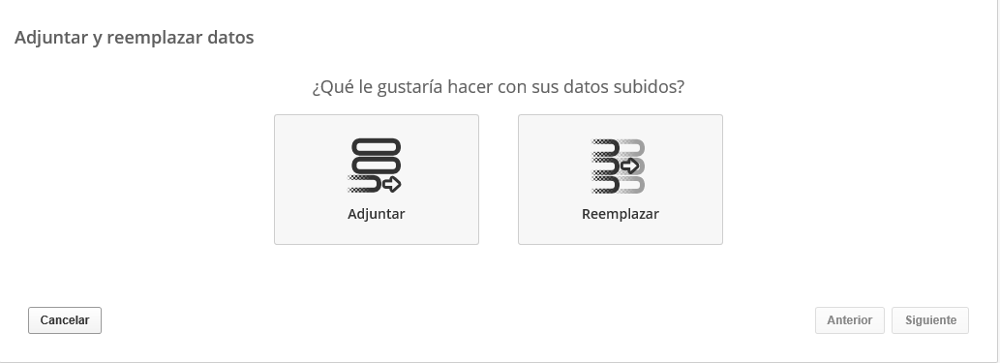 Adjuntar y reemplazar datos
¿Qué le gustaría hacer con sus datos subidos?
Adjuntar
Reemplazar
Cancelar
Anterior
Siguiente